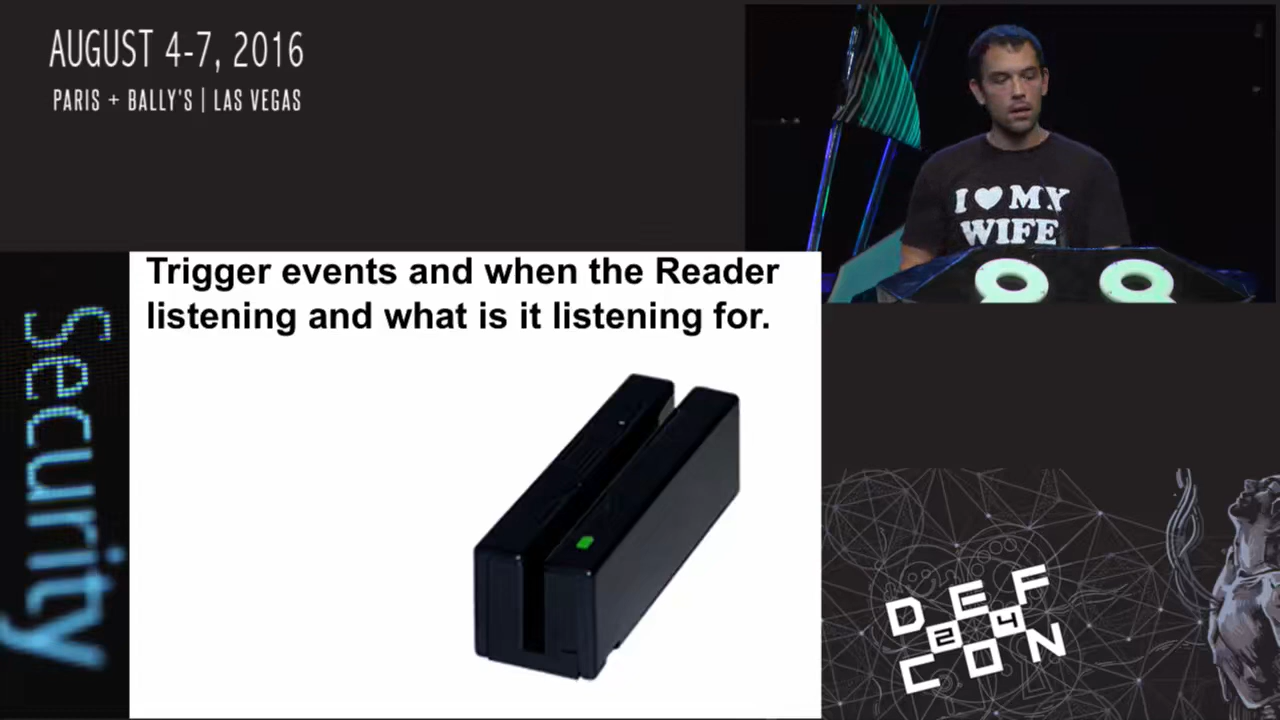 AUGUST 4-7, 2016
PARIS + BALLY'S | LAS VEGAS
I ♥ MY
WIFE
Trigger events and when the Reader
listening and what is it listening for.
Security
DEF
24
CON